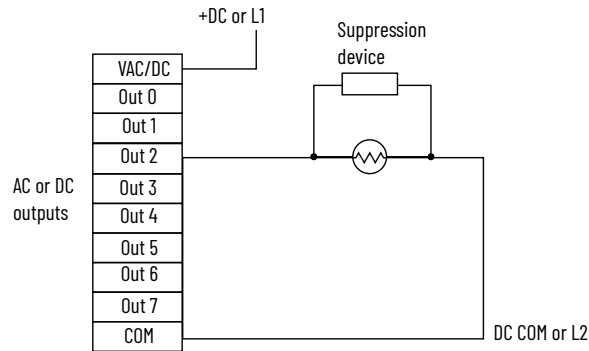 +DC or L1
Suppression
device
VAC/DC
Out 0
Out 1
Out 2
Out 3
Out 4
Out 5
Out 6
Out 7
COM
AC or DC
outputs
DC COM or L2